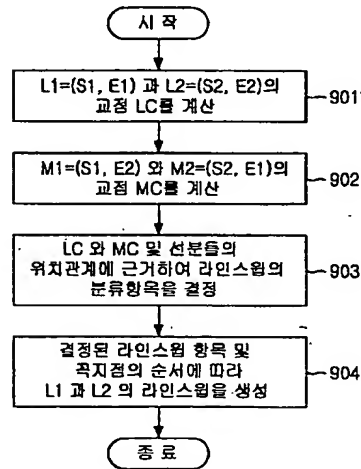 시 작
L1=(S1, E1) 과 L2=(S2, E2)의
교점 LC를 계산
901
M1=(S1, E2) 와 M2=(S2, E1)의
교점 MC를 계산
902
LC 와 MC 및 선분들의
위치관계에 근거하여 라인스윕의
분류항목을 결정
903
결정된 라인스윕 항목 및
꼭지점의 순서에 따라
L1 과 L2 의 라인스윕을 생성
904
종 료